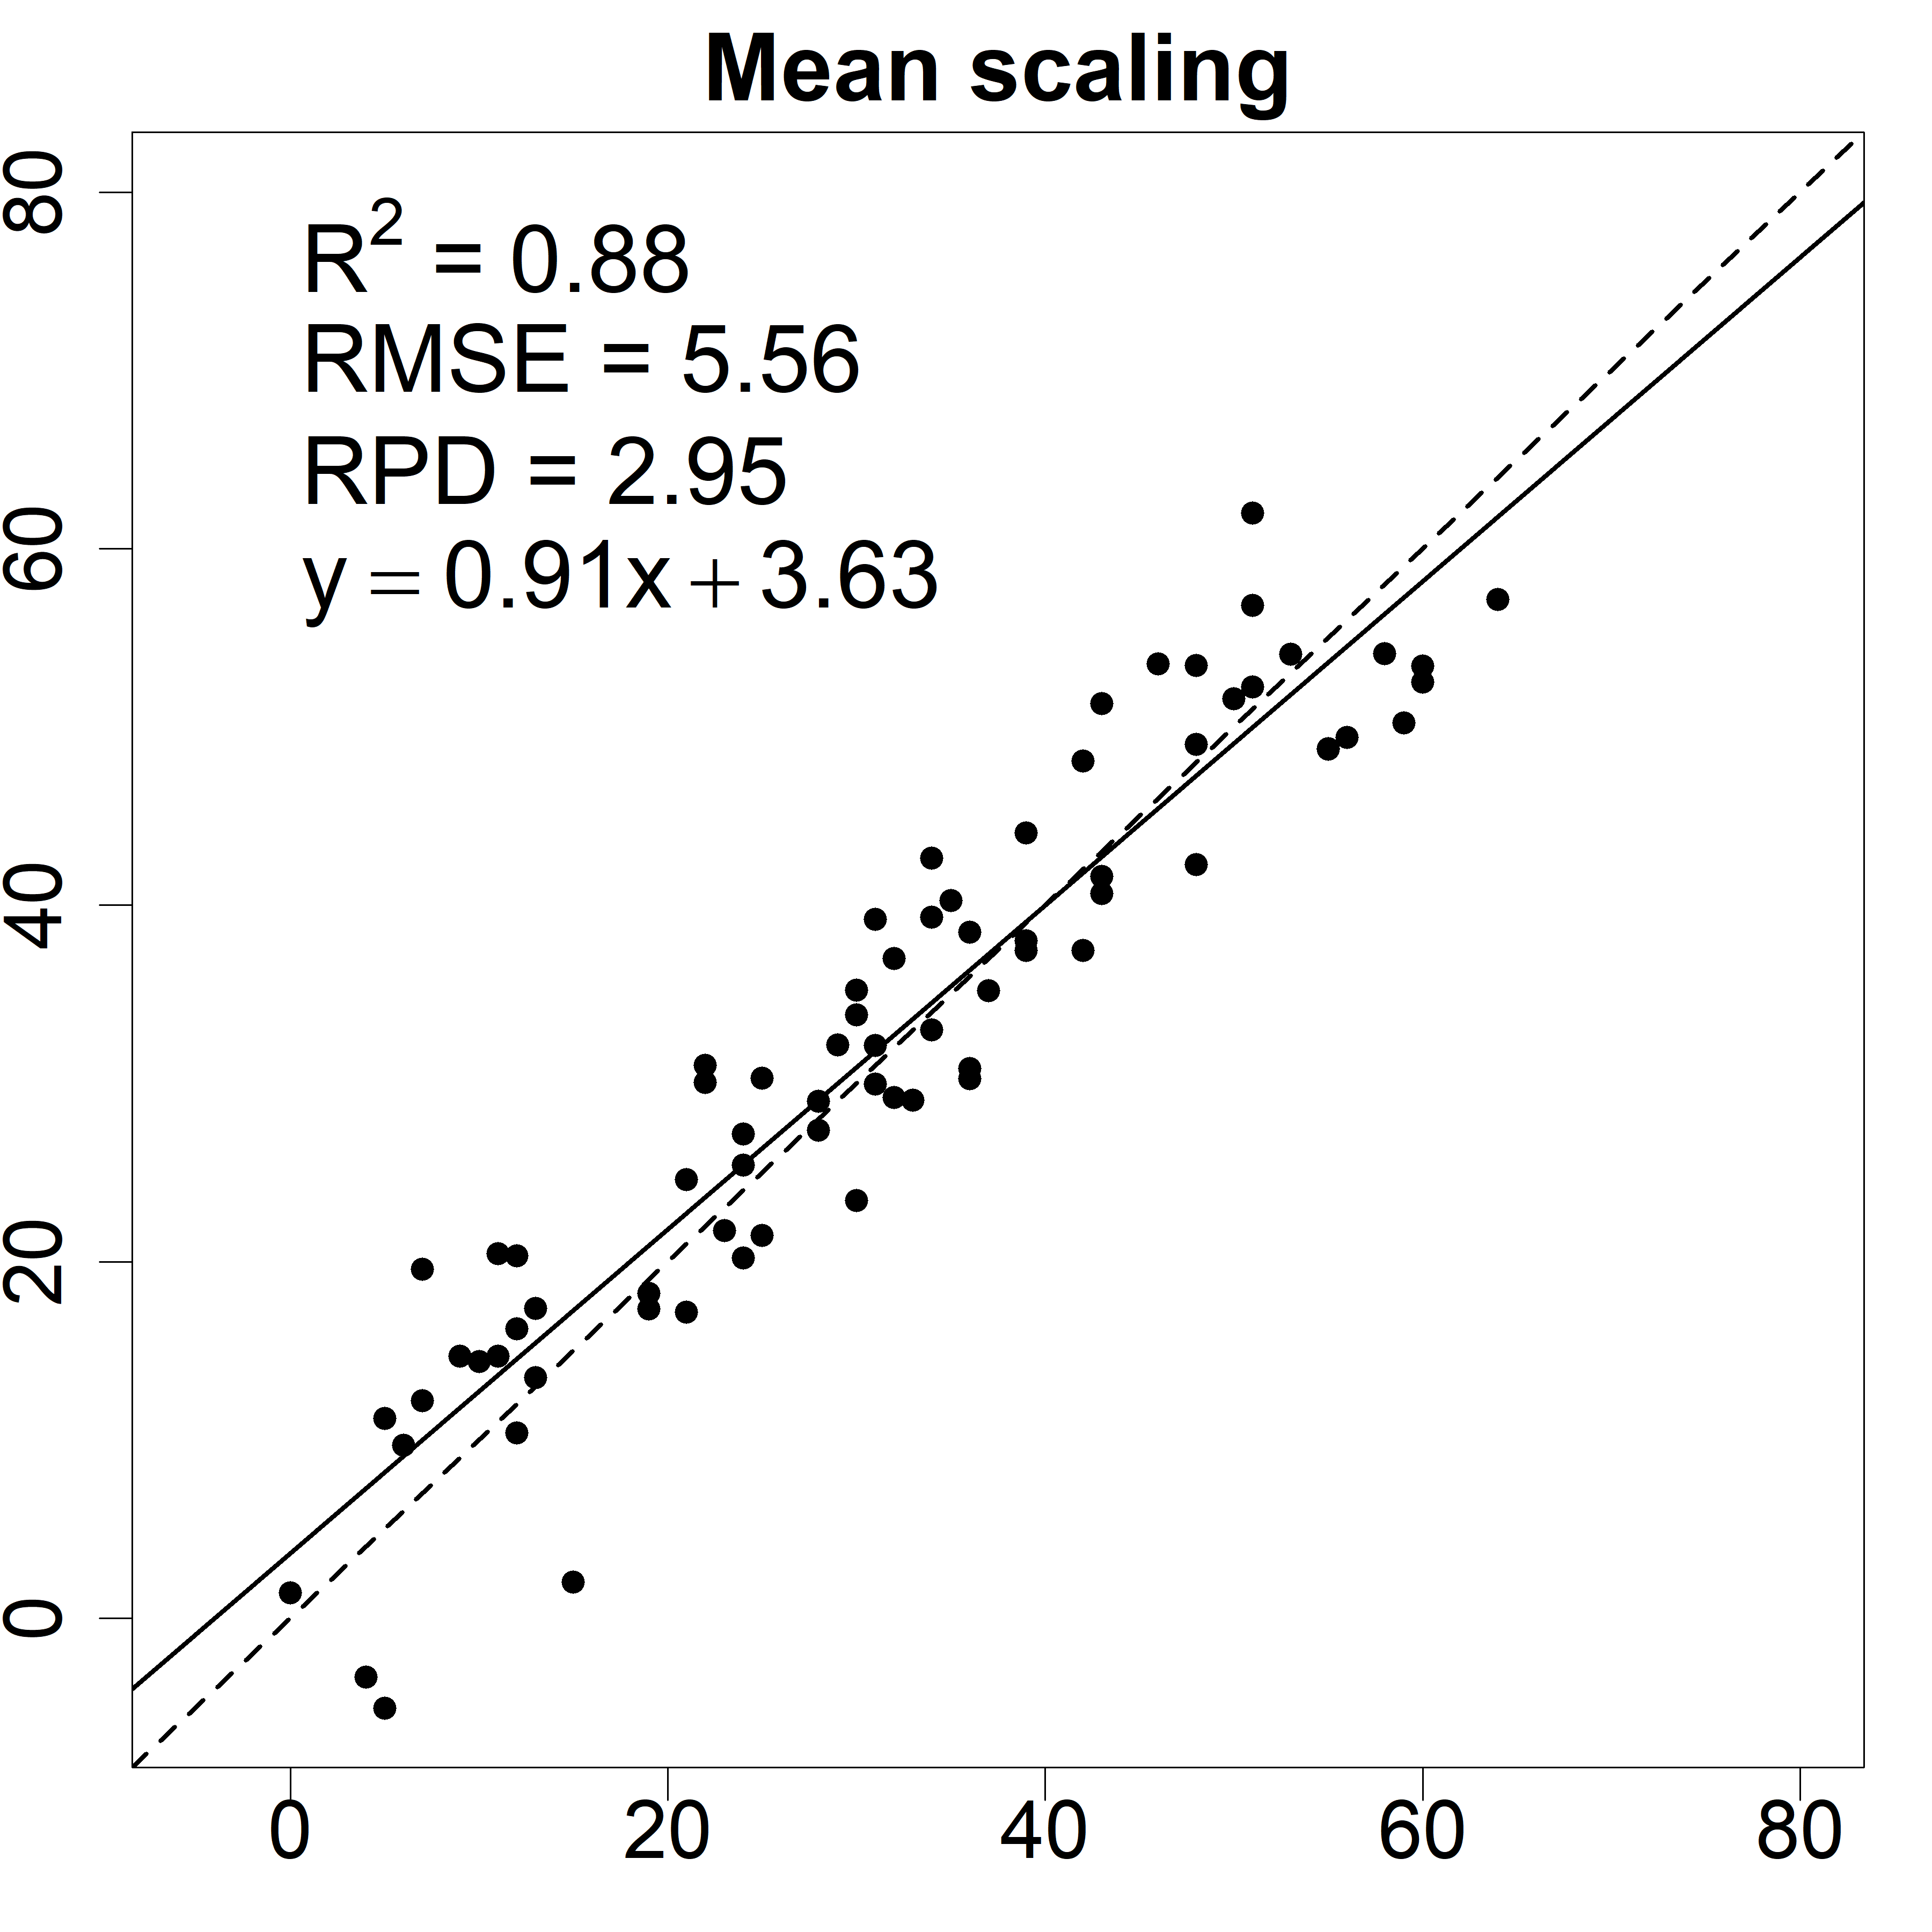 Mean scaling
R² = 0.88
RMSE = 5.56
RPD = 2.95
y = 0.91x + 3.63
80
60
40
20
0
0 20 40 60 80